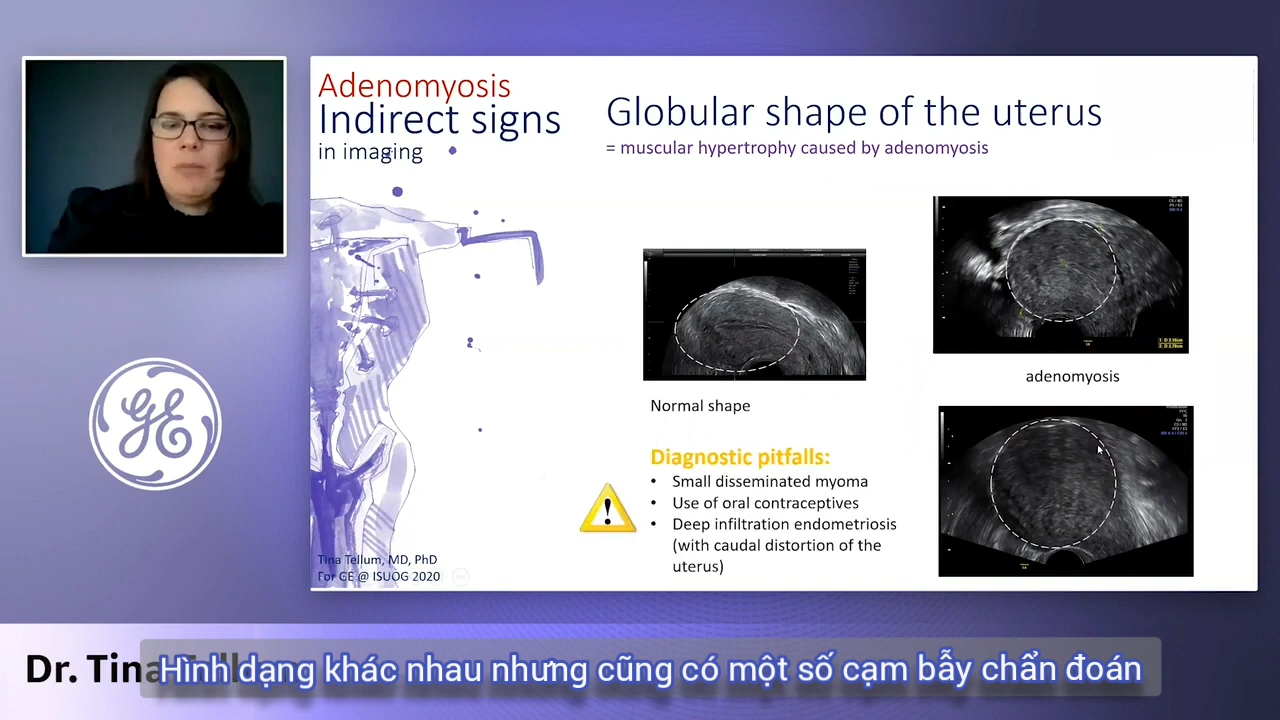 Adenomyosis
Indirect signs
in imaging
Globular shape of the uterus
= muscular hypertrophy caused by adenomyosis
Normal shape
adenomyosis
Diagnostic pitfalls:
• Small disseminated myoma
• Use of oral contraceptives
• Deep infiltration endometriosis
(with caudal distortion of the
uterus)
Tina Tellum, MD, PhD
For GE @ ISUOG 2020
GE
Dr. Tina
Hình dạng khác nhau nhưng cũng có một số cạm bẫy chẩn đoán